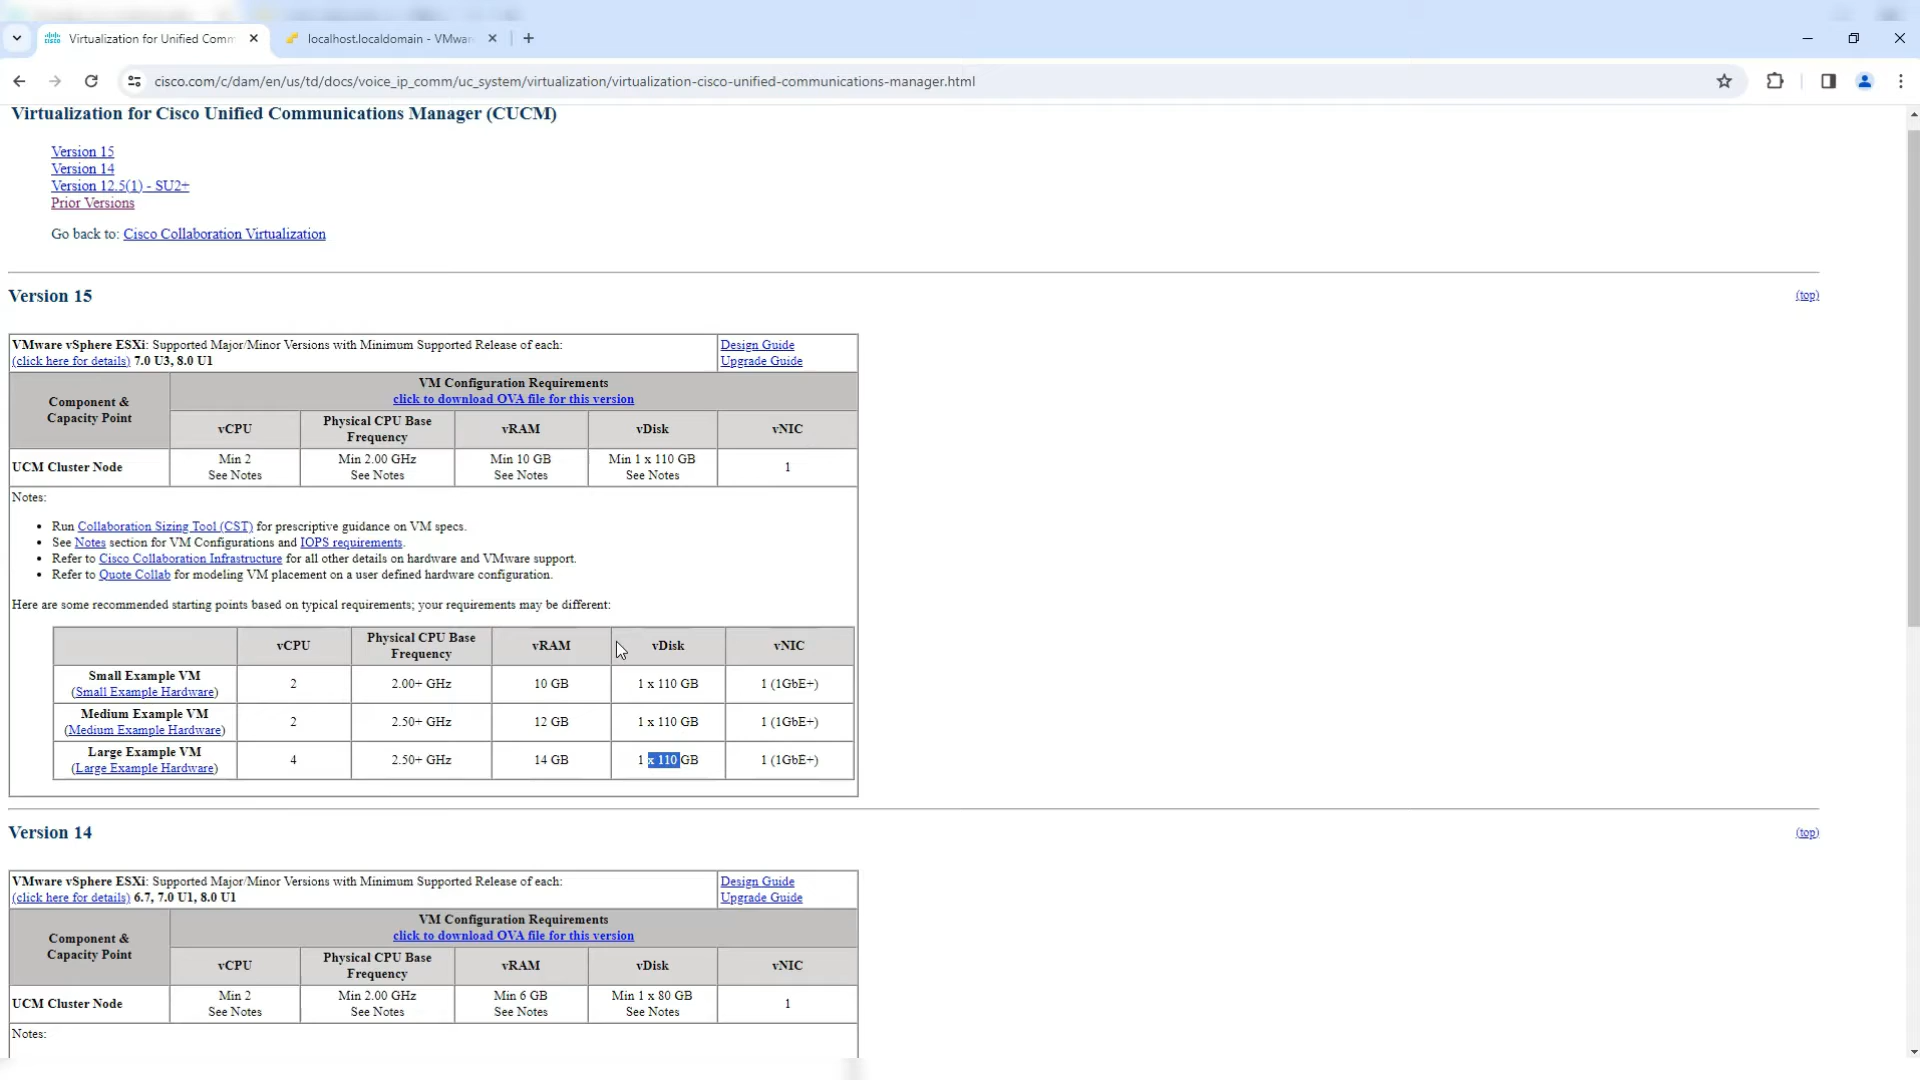 Virtualization for Unified Comm
localhost.localdomain - VMwar
cisco.com/c/dam/en/us/td/docs/voice_ip_comm/uc_system/virtualization/virtualization-cisco-unified-communications-manager.html
Virtualization for Cisco Unified Communications Manager (CUCM)
Version 15
Version 14
Version 12.5(1) - SU2+
Prior Versions
Go back to: Cisco Collaboration Virtualization
Version 15
(top)
VMware vSphere ESXi: Supported Major/Minor Versions with Minimum Supported Release of each:
(click here for details) 7.0 U3, 8.0 U1
Design Guide
Upgrade Guide
Component &
Capacity Point
VM Configuration Requirements
click to download OVA file for this version
vCPU
Physical CPU Base
Frequency
vRAM
vDisk
vNIC
UCM Cluster Node
Min 2
See Notes
Min 2.00 GHz
See Notes
Min 10 GB
See Notes
Min 1 x 110 GB
See Notes
1
Notes:
• Run Collaboration Sizing Tool (CST) for prescriptive guidance on VM specs.
• See Notes section for VM Configurations and IOPS requirements.
• Refer to Cisco Collaboration Infrastructure for all other details on hardware and VMware support.
• Refer to Quote Collab for modeling VM placement on a user defined hardware configuration.
Here are some recommended starting points based on typical requirements; your requirements may be different:
vCPU
Physical CPU Base
Frequency
vRAM
vDisk
vNIC
Small Example VM
(Small Example Hardware)
2
2.00+ GHz
10 GB
1 x 110 GB
1 (1GbE+)
Medium Example VM
(Medium Example Hardware)
2
2.50+ GHz
12 GB
1 x 110 GB
1 (1GbE+)
Large Example VM
(Large Example Hardware)
4
2.50+ GHz
14 GB
1 x 110 GB
1 (1GbE+)
Version 14
(top)
VMware vSphere ESXi: Supported Major/Minor Versions with Minimum Supported Release of each:
(click here for details) 6.7, 7.0 U1, 8.0 U1
Design Guide
Upgrade Guide
Component &
Capacity Point
VM Configuration Requirements
click to download OVA file for this version
vCPU
Physical CPU Base
Frequency
vRAM
vDisk
vNIC
UCM Cluster Node
Min 2
See Notes
Min 2.00 GHz
See Notes
Min 6 GB
See Notes
Min 1 x 80 GB
See Notes
1
Notes: